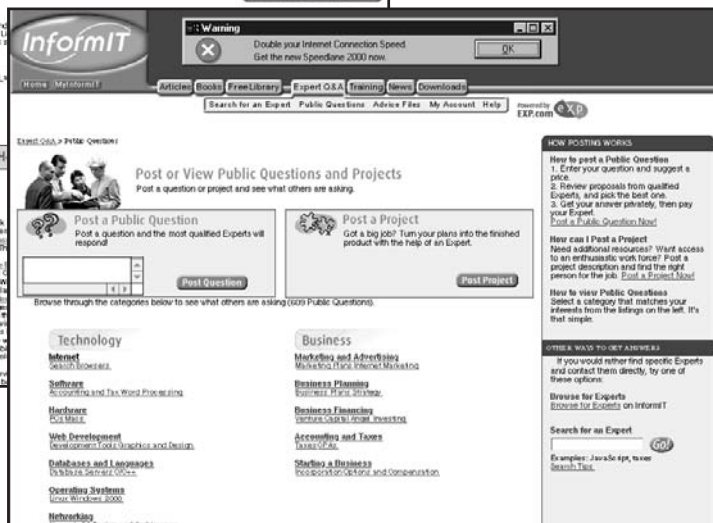 InformIT
Warning
Double your Internet Connection Speed.
Get the new Speedlane 2000 now.
OK
Home MyInformIT
Articles Books Free Library Expert Q&A Training News Downloads
Search for an Expert Public Questions Advice Files My Account Help
Powered by
EXP.com
exp
Expert Q&A > Public Questions
Post or View Public Questions and Projects
Post a question or project and see what others are asking.
Post a Public Question
Post a question and the most qualified Experts will
respond!
Post Question
Post a Project
Got a big job? Turn your plans into the finished
product with the help of an Expert.
Post Project
Browse through the categories below to see what others are asking (609 Public Questions).
Technology
Internet
Search Browsers
Software
Accounting and Tax Word Processing
Hardware
PCs Macs
Web Development
Development Tools Graphics and Design
Databases and Languages
Database Servers C/C++
Operating Systems
Linux Windows 2000
Networking
Business
Marketing and Advertising
Marketing Plans Internet Marketing
Business Planning
Business Plans Strategy
Business Financing
Venture Capital Angel Investing
Accounting and Taxes
Taxes CPAs
Starting a Business
Incorporation Options and Compensation
HOW POSTING WORKS
How to post a Public Question
1. Enter your question and suggest a
price.
2. Review proposals from qualified
Experts, and pick the best one.
3. Get your answer privately, then pay
your Expert.
Post a Public Question Now!
How can I Post a Project
Need additional resources? Want access
to an enthusiastic work force? Post a
project description and find the right
person for the job. Post a Project Now!
How to view Public Questions
Select a category that matches your
interests from the listings on the left. It's
that simple.
OTHER WAYS TO GET ANSWERS
If you would rather find specific Experts
and contact them directly, try one of
these options:
Browse for Experts
Browse for Experts on InformIT
Search for an Expert
Go!
Examples: JavaScript, taxes
Search Tips